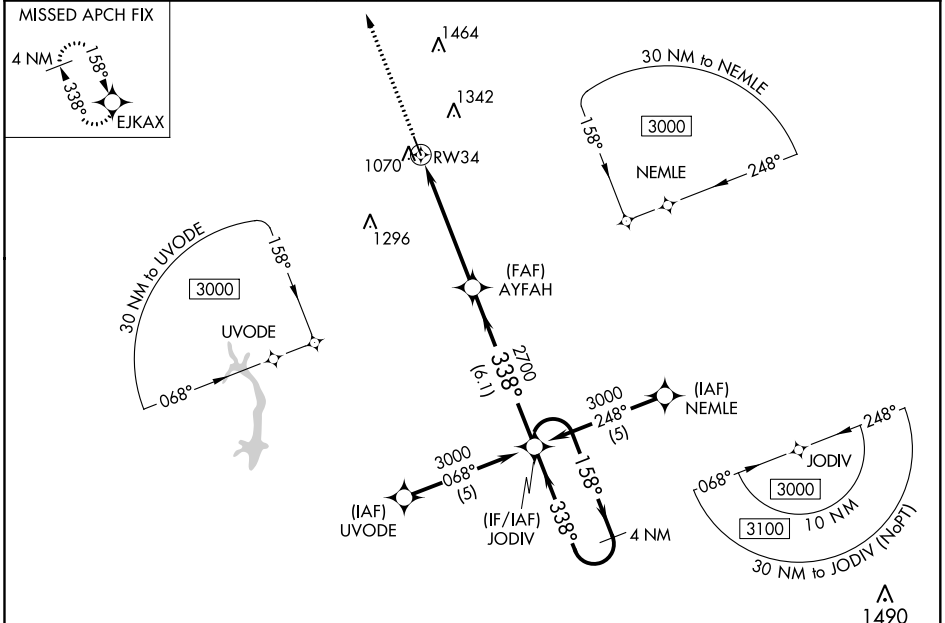 MISSED APCH FIX
4 NM
158°
338°
EJKAX
1464
1342
1070
RW34
1296
30 NM to NEMLE
3000
158°
NEMLE
248°
30 NM to UVODE
3000
158°
UVODE
068°
(FAF)
AYFAH
2700
338°
(6.1)
(IAF)
NEMLE
3000
248°
(5)
3000
068°
(5)
(IAF)
UVODE
(IF/IAF)
JODIV
158°
338°
4 NM
248°
068°
JODIV
3000
10 NM
3100
30 NM to JODIV (NoPT)
1490